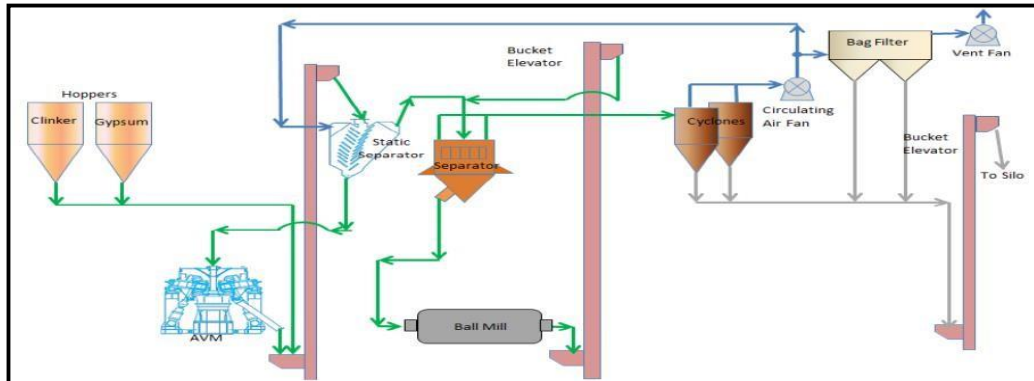 Hoppers
Clinker
Gypsum
Bucket
Elevator
Static
Separator
Separator
Cyclones
Circulating
Air Fan
Bag Filter
Vent Fan
Bucket
Elevator
To Silo
AVM
Ball Mill